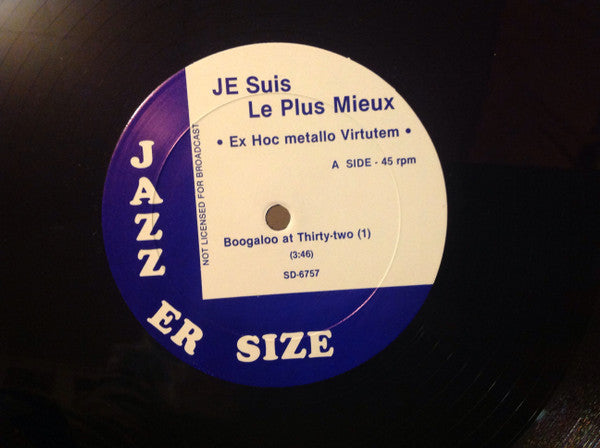 JE Suis
Le Plus Mieux
• Ex Hoc metallo Virtutem •
A SIDE - 45 rpm
NOT LICENSED FOR BROADCAST
Boogaloo at Thirty-two (1)
(3:46)
SD-6757
JAZZ ER SIZE